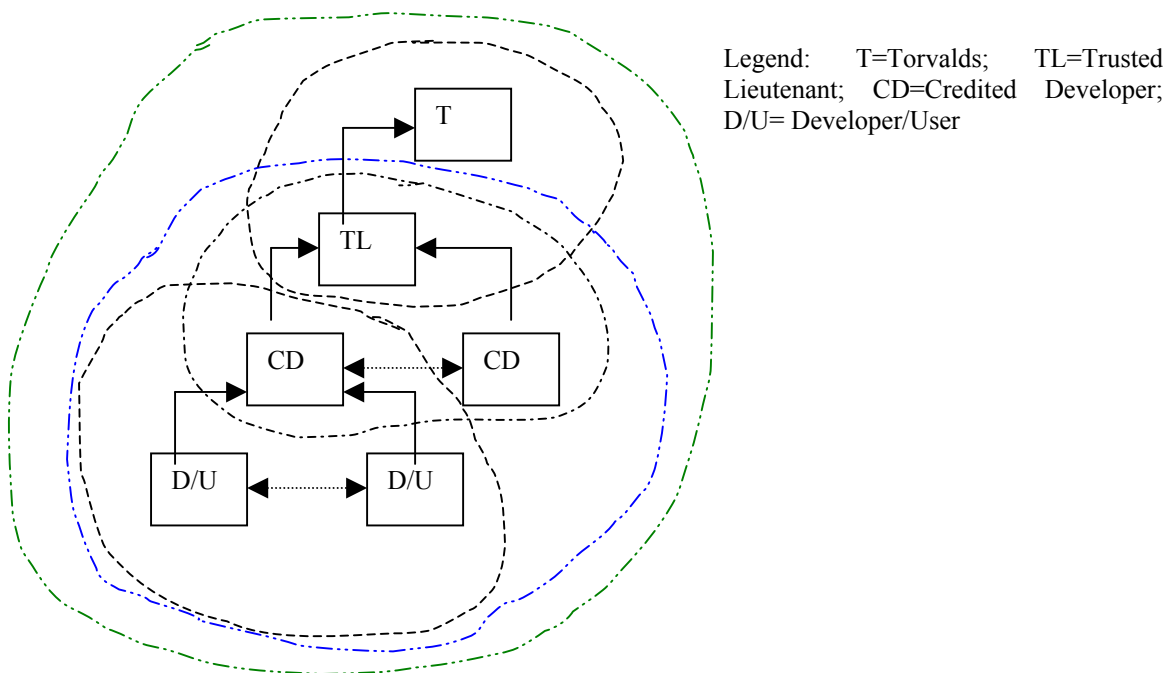 Legend: T=Torvalds; TL=Trusted
Lieutenant; CD=Credited Developer;
D/U= Developer/User
T
TL
CD
CD
D/U
D/U